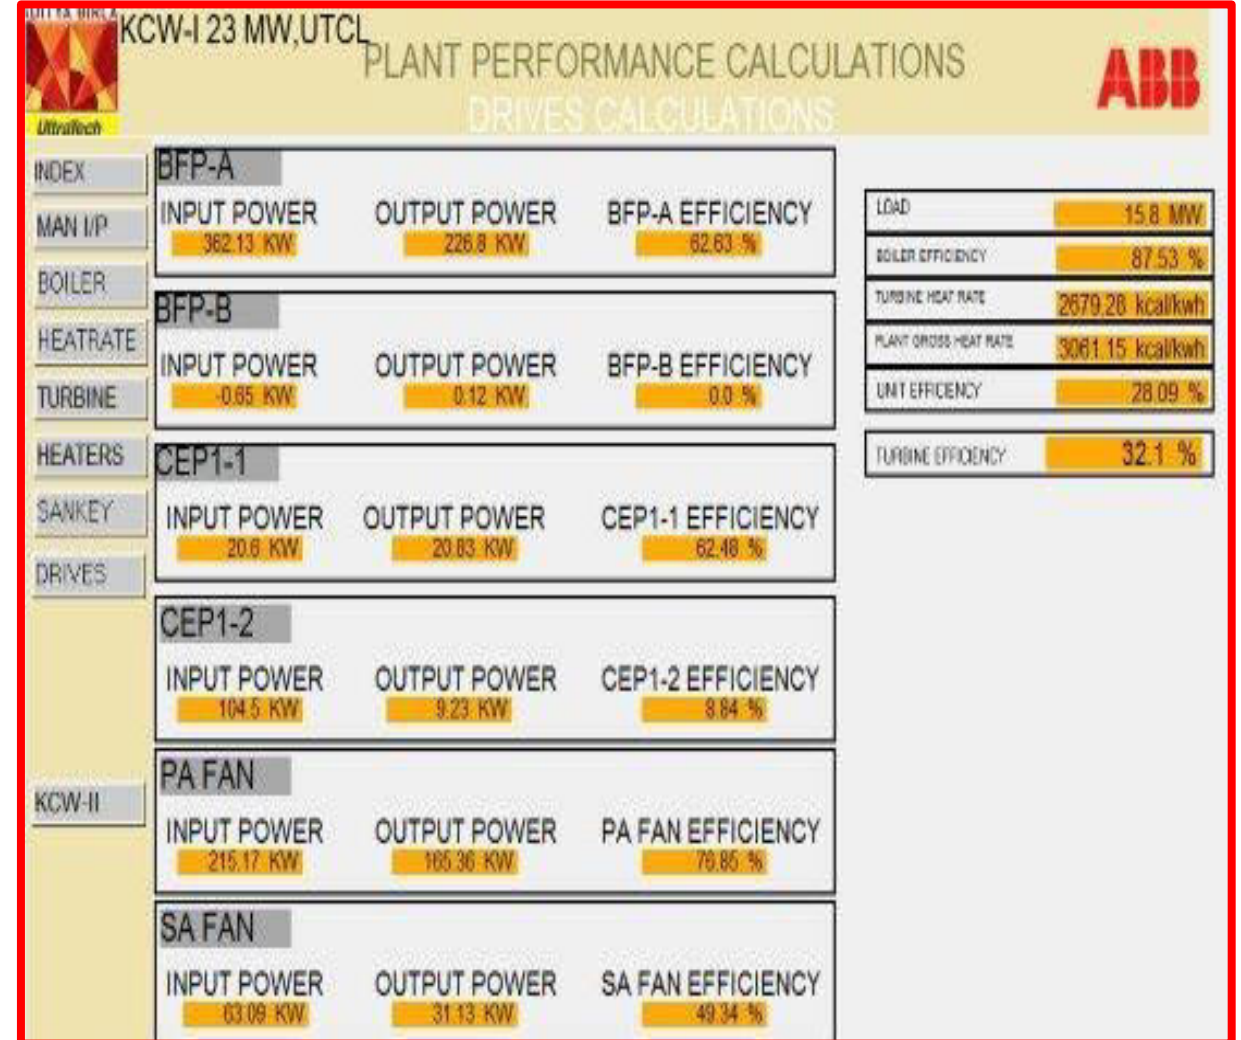 KCW-I 23 MW,UTCL
PLANT PERFORMANCE CALCULATIONS
DRIVES CALCULATIONS
ABB
UltraTech
INDEX
MAN I/P
BOILER
HEATRATE
TURBINE
HEATERS
SANKEY
DRIVES
KCW-II
BFP-A
INPUT POWER OUTPUT POWER BFP-A EFFICIENCY
362.13 KW 226.8 KW 62.63 %
BFP-B
INPUT POWER OUTPUT POWER BFP-B EFFICIENCY
-0.65 KW 0.12 KW 0.0 %
CEP1-1
INPUT POWER OUTPUT POWER CEP1-1 EFFICIENCY
20.6 KW 20.83 KW 62.48 %
CEP1-2
INPUT POWER OUTPUT POWER CEP1-2 EFFICIENCY
104.5 KW 9.23 KW 8.84 %
PA FAN
INPUT POWER OUTPUT POWER PA FAN EFFICIENCY
215.17 KW 165.36 KW 76.85 %
SA FAN
INPUT POWER OUTPUT POWER SA FAN EFFICIENCY
63.09 KW 31.13 KW 49.34 %
LOAD 15.8 MW
BOILER EFFICIENCY 87.53 %
TURBINE HEAT RATE 2679.28 kcal/kwh
PLANT GROSS HEAT RATE 3061.15 kcal/kwh
UNIT EFFICIENCY 28.09 %
TURBINE EFFICIENCY 32.1 %